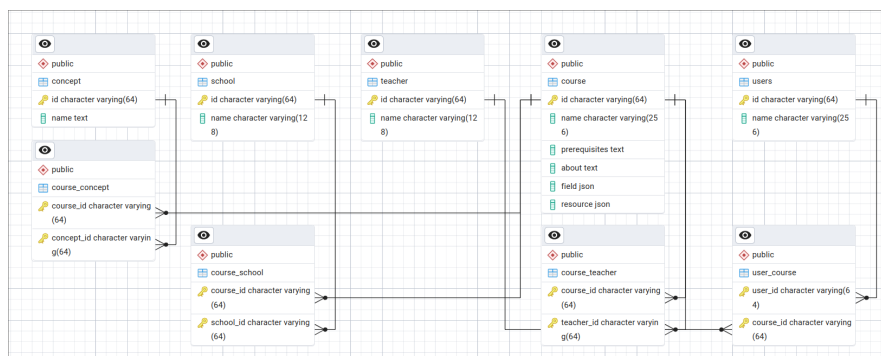 public
concept
id character varying(64)
name text
public
school
id character varying(64)
name character varying(12
8)
public
teacher
id character varying(64)
name character varying(12
8)
public
course
id character varying(64)
name character varying(25
6)
prerequisites text
about text
field json
resource json
public
users
id character varying(64)
name character varying(25
6)
public
course_concept
course_id character varying
(64)
concept_id character varyin
g(64)
public
course_school
course_id character varying
(64)
school_id character varying
(64)
public
course_teacher
course_id character varying
(64)
teacher_id character varyin
g(64)
public
user_course
user_id character varying(6
4)
course_id character varying
(64)